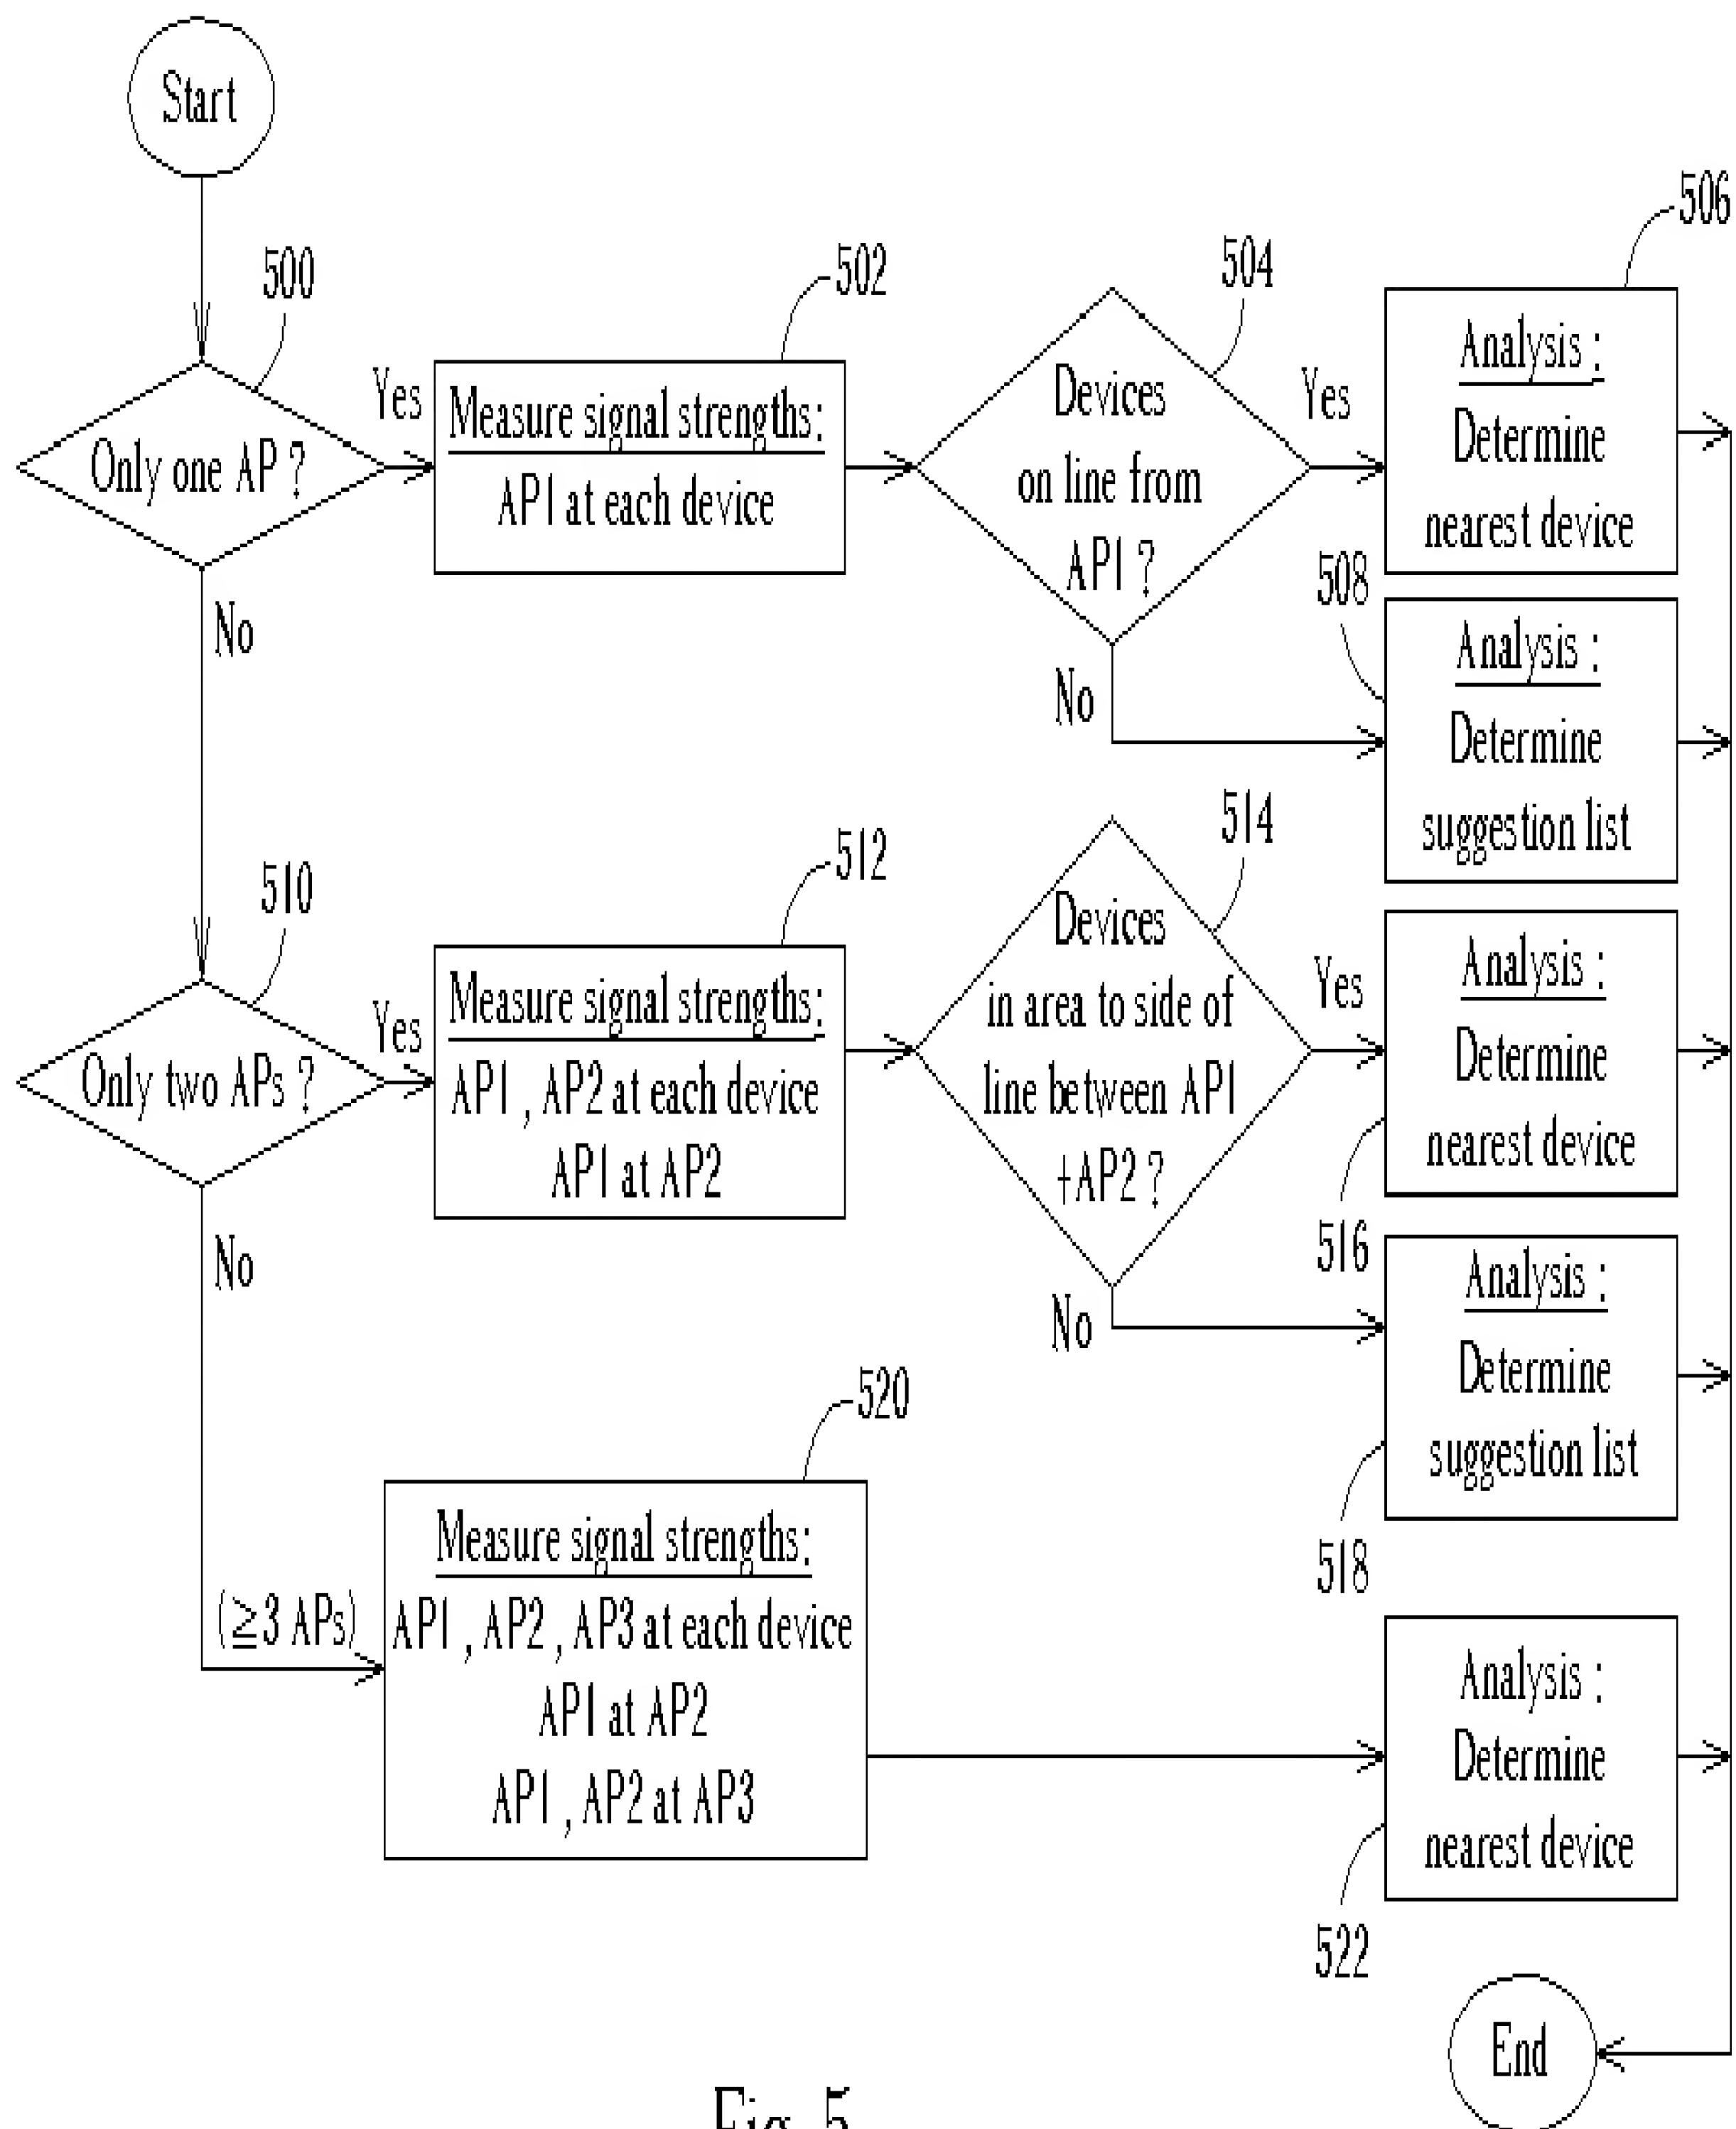 Start
500
Only one AP ?
Yes
No
502
Measure signal strengths:
AP1 at each device
504
Devices
on line from
AP1 ?
Yes
No
506
Analysis :
Determine
nearest device
508
Analysis :
Determine
suggestion list
510
Only two APs ?
Yes
No
512
Measure signal strengths:
AP1 , AP2 at each device
AP1 at AP2
514
Devices
in area to side of
line between AP1
+AP2 ?
Yes
No
516
Analysis :
Determine
nearest device
518
Analysis :
Determine
suggestion list
(≧3 APs)
520
Measure signal strengths:
AP1 , AP2 , AP3 at each device
AP1 at AP2
AP1 , AP2 at AP3
522
Analysis :
Determine
nearest device
End
Fig. 5